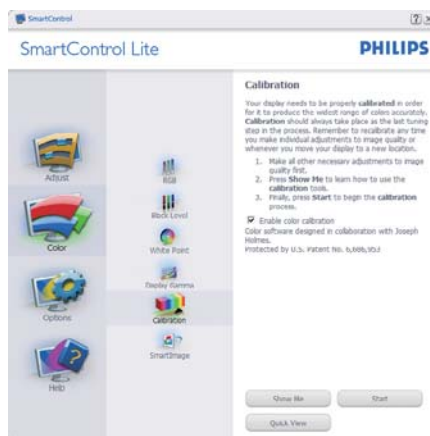 SmartControl
SmartControl Lite
PHILIPS
Adjust
Color
Options
Help
RGB
Black Level
White Point
Display Gamma
Calibration
SmartImage
Calibration
Your display needs to be properly calibrated in order
for it to produce the widest range of colors accurately.
Calibration should always take place as the last tuning
step in the process. Remember to recalibrate any time
you make individual adjustments to image quality or
whenever you move your display to a new location.
1. Make all other necessary adjustments to image
quality first.
2. Press Show Me to learn how to use the
calibration tools.
3. Finally, press Start to begin the calibration
process.
Enable color calibration
Color software designed in collaboration with Joseph
Holmes.
Protected by U.S. Patent No. 6,686,953
Show Me
Start
Quick View